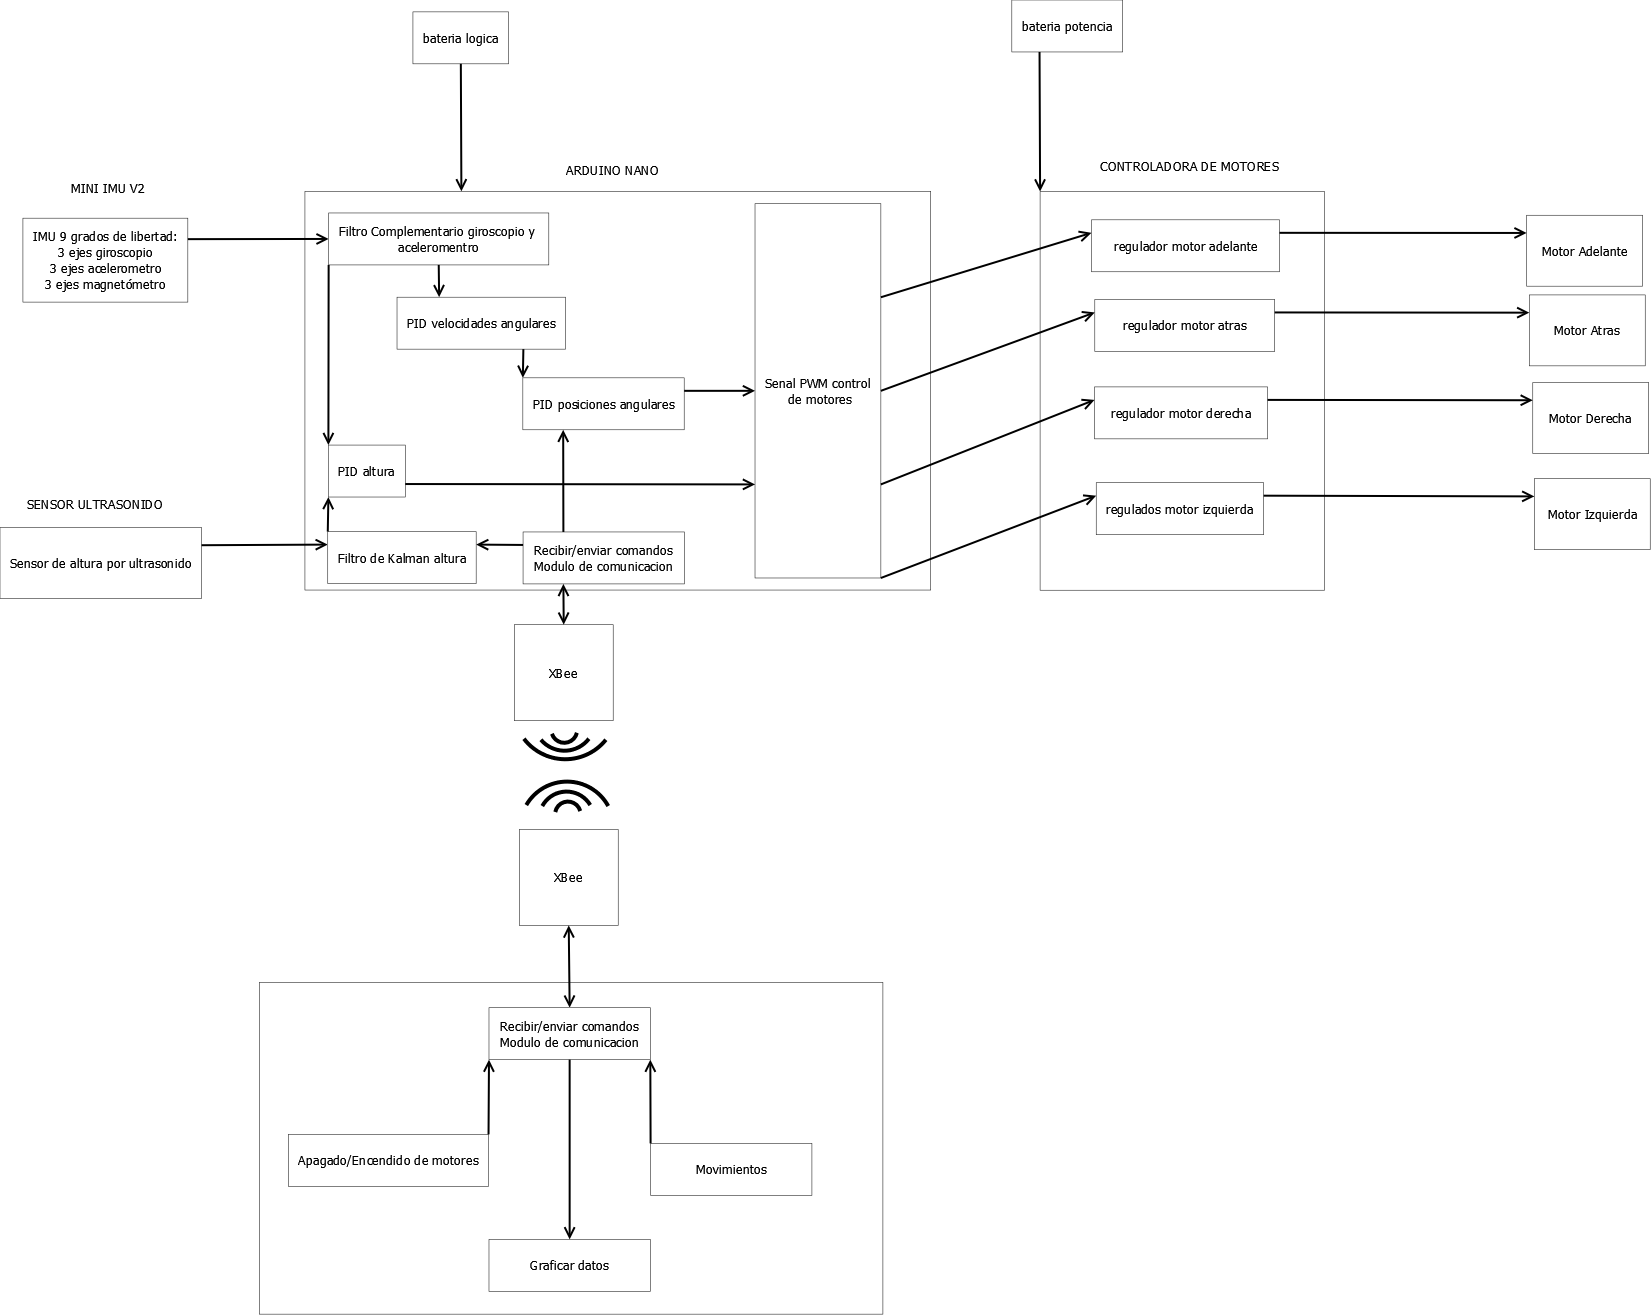 bateria logica
bateria potencia
ARDUINO NANO
CONTROLADORA DE MOTORES
MINI IMU V2
IMU 9 grados de libertad:
3 ejes giroscopio
3 ejes acelerometro
3 ejes magnetómetro
Filtro Complementario giroscopio y
aceleromentro
PID velocidades angulares
PID posiciones angulares
Senal PWM control
de motores
regulador motor adelante
Motor Adelante
regulador motor atras
Motor Atras
regulador motor derecha
Motor Derecha
regulados motor izquierda
Motor Izquierda
PID altura
SENSOR ULTRASONIDO
Sensor de altura por ultrasonido
Filtro de Kalman altura
Recibir/enviar comandos
Modulo de comunicacion
XBee
XBee
Recibir/enviar comandos
Modulo de comunicacion
Apagado/Encendido de motores
Movimientos
Graficar datos